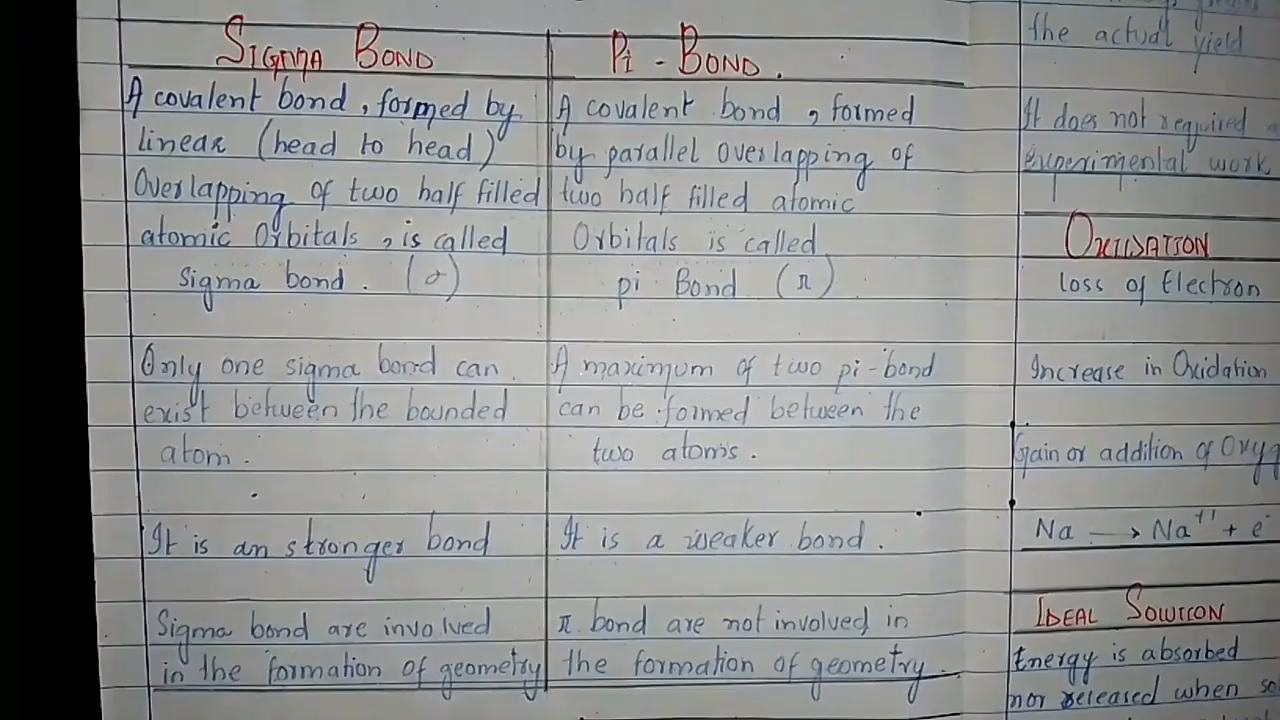 SIGMA BOND
A covalent bond, formed by
linear (head to head)
Overlapping of two half filled
atomic Orbitals, is called
Sigma bond. (σ)
Only one sigma bond can
exist between the bounded
atom.
It is an stronger bond
Sigma bond are involved
in the formation of geometry
Pi - BOND.
A covalent bond, formed
by parallel overlapping of
two half filled atomic
Orbitals is called
pi Bond (π)
A maximum of two pi-bond
can be formed between the
two atoms.
It is a weaker bond.
π bond are not involved in
the formation of geometry.
the actual yield
It does not required
experimental work
OXIDATION
loss of Electron
Increase in Oxidation
Gain or addition of Oxyg
Na → Na⁺¹ + e⁻
IDEAL SOLUTION
Energy is absorbed
nor released when so